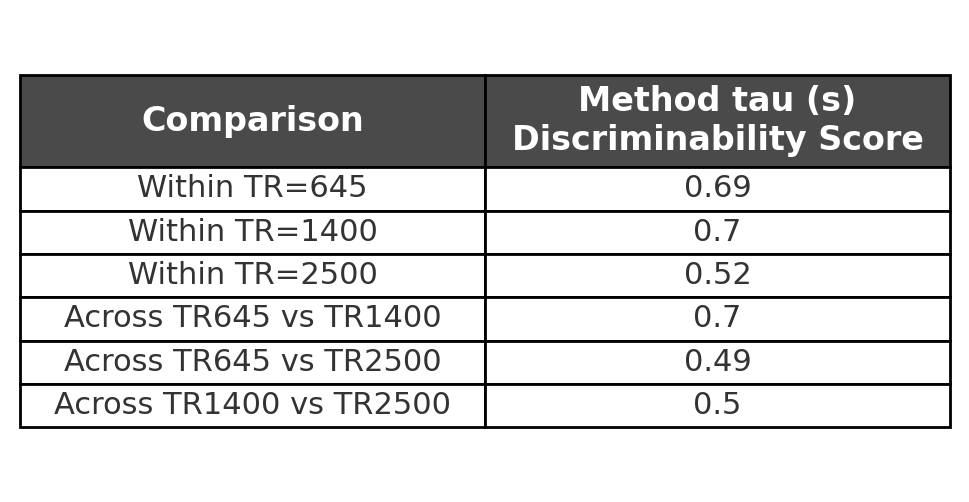 Comparison
Method tau (s)
Discriminability Score
Within TR=645 0.69
Within TR=1400 0.7
Within TR=2500 0.52
Across TR645 vs TR1400 0.7
Across TR645 vs TR2500 0.49
Across TR1400 vs TR2500 0.5